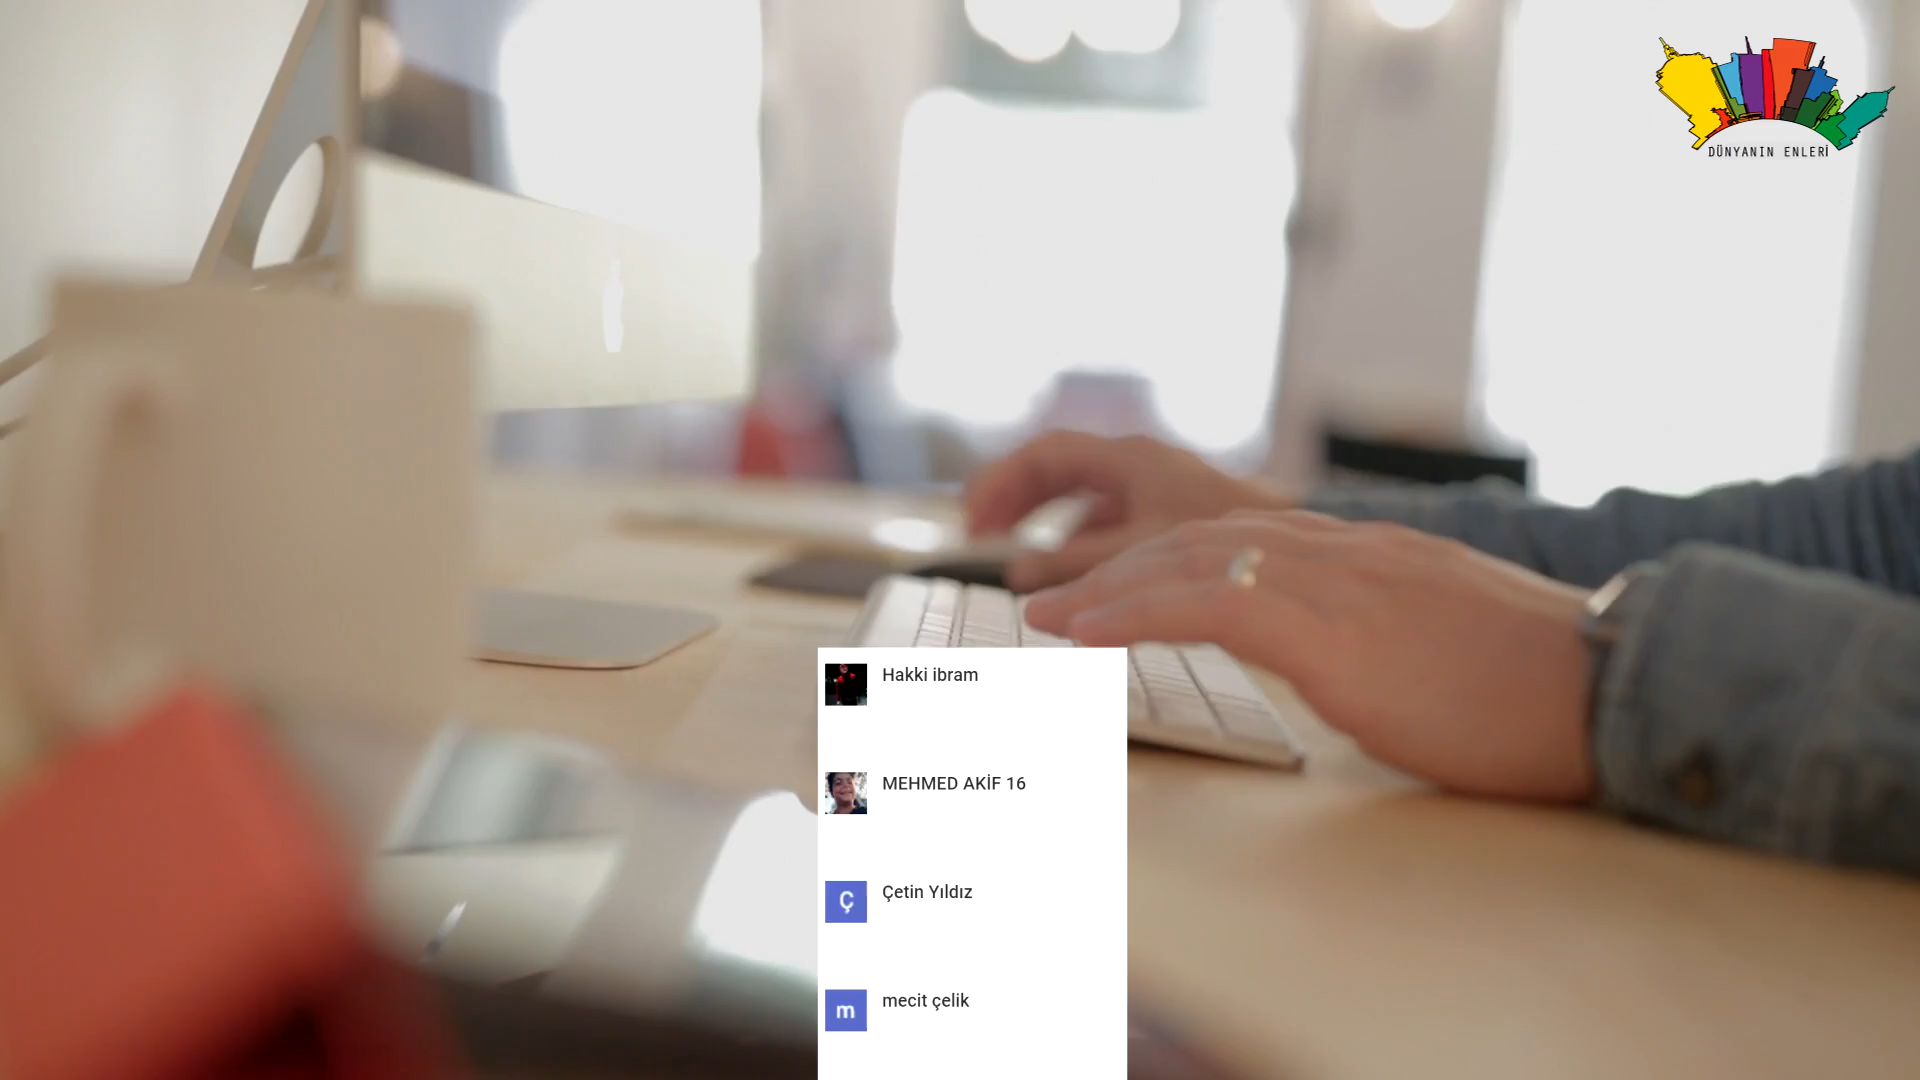 DÜNYANIN ENLERİ
Hakki ibram
MEHMED AKİF 16
Ç
Çetin Yıldız
m
mecit çelik